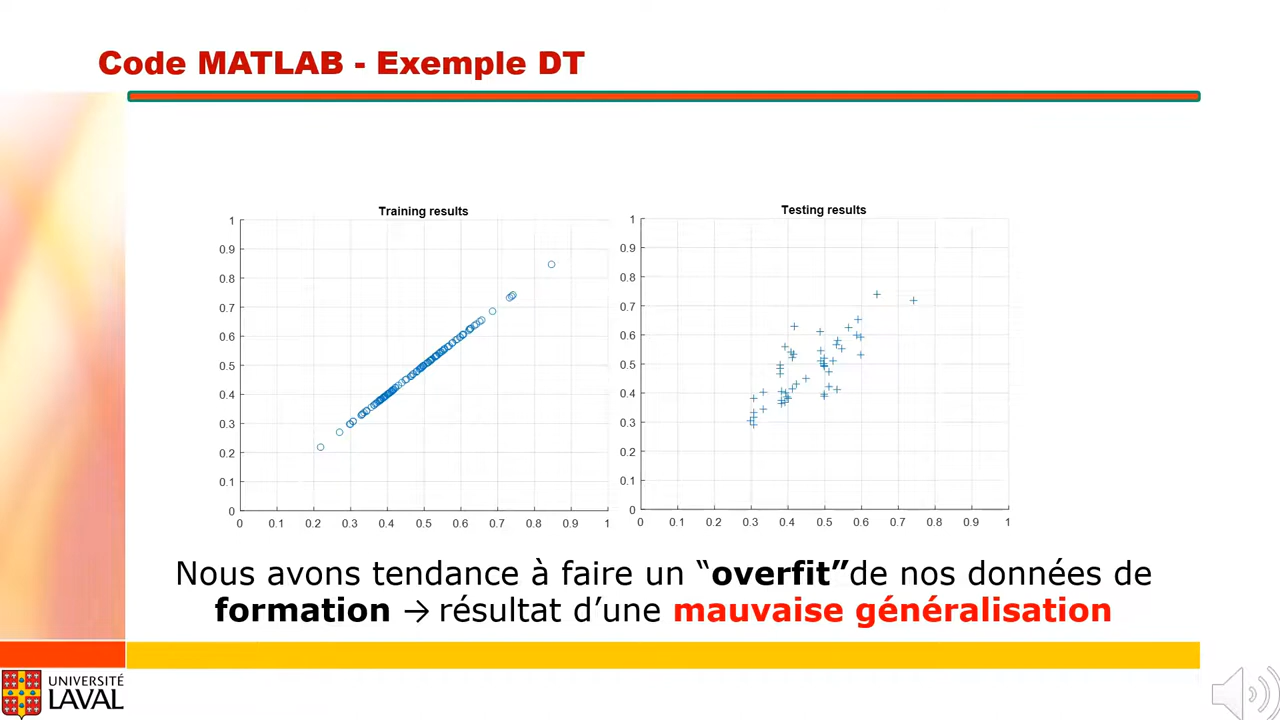 Code MATLAB - Exemple DT
Training results
1
0.9
0.8
0.7
0.6
0.5
0.4
0.3
0.2
0.1
0
0 0.1 0.2 0.3 0.4 0.5 0.6 0.7 0.8 0.9 1
Testing results
1
0.9
0.8
0.7
0.6
0.5
0.4
0.3
0.2
0.1
0
0 0.1 0.2 0.3 0.4 0.5 0.6 0.7 0.8 0.9 1
Nous avons tendance à faire un “overfit”de nos données de
formation → résultat d’une mauvaise généralisation
UNIVERSITÉ
LAVAL